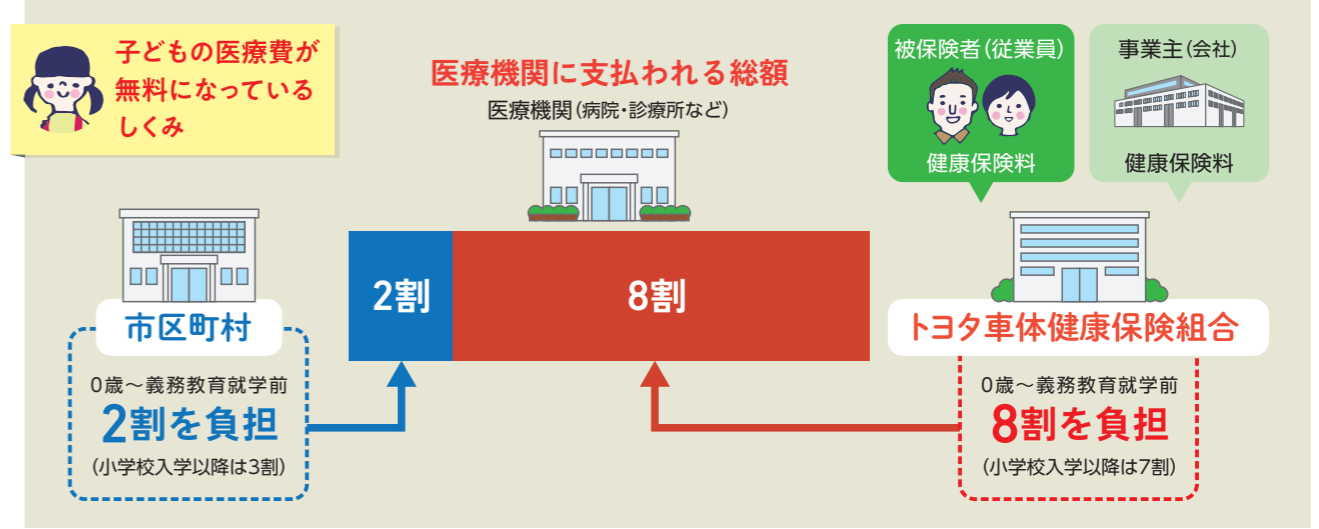 子どもの医療費が
無料になっている
しくみ
医療機関に支払われる総額
医療機関(病院・診療所など)
被保険者(従業員)
健康保険料
事業主(会社)
健康保険料
2割
8割
市区町村
0歳～義務教育就学前
2割を負担
(小学校入学以降は3割)
トヨタ車体健康保険組合
0歳～義務教育就学前
8割を負担
(小学校入学以降は7割)